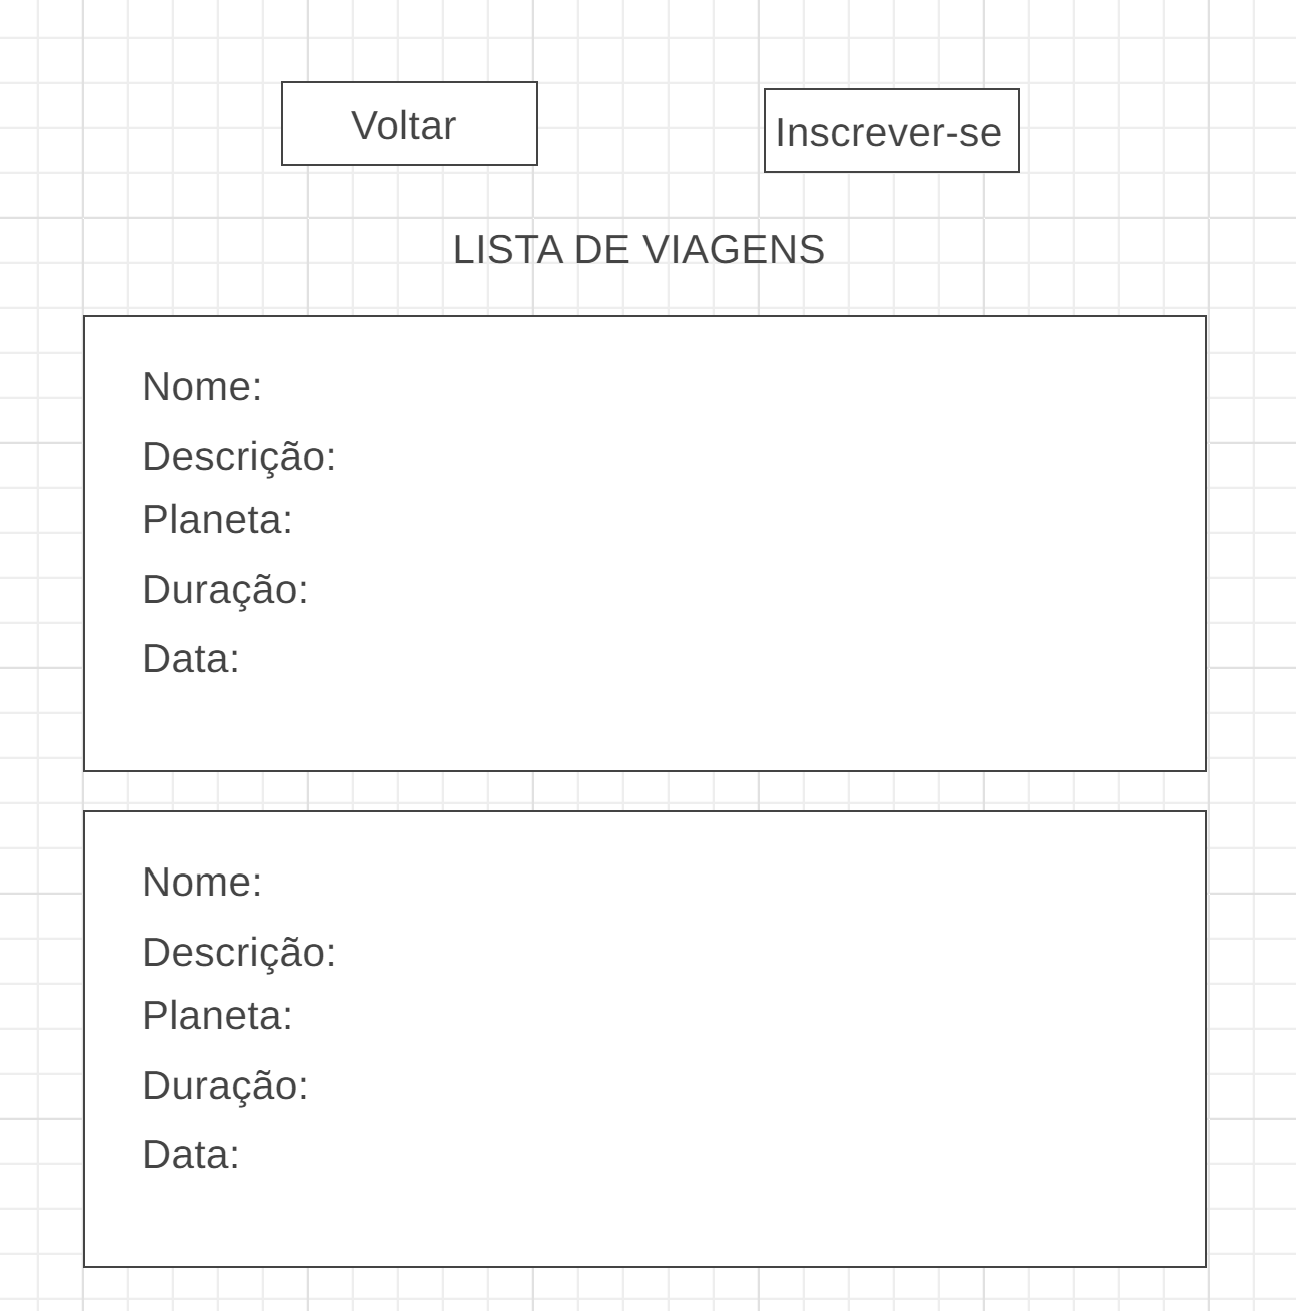 Voltar
Inscrever-se
LISTA DE VIAGENS
Nome:
Descrição:
Planeta:
Duração:
Data:
Nome:
Descrição:
Planeta:
Duração:
Data: